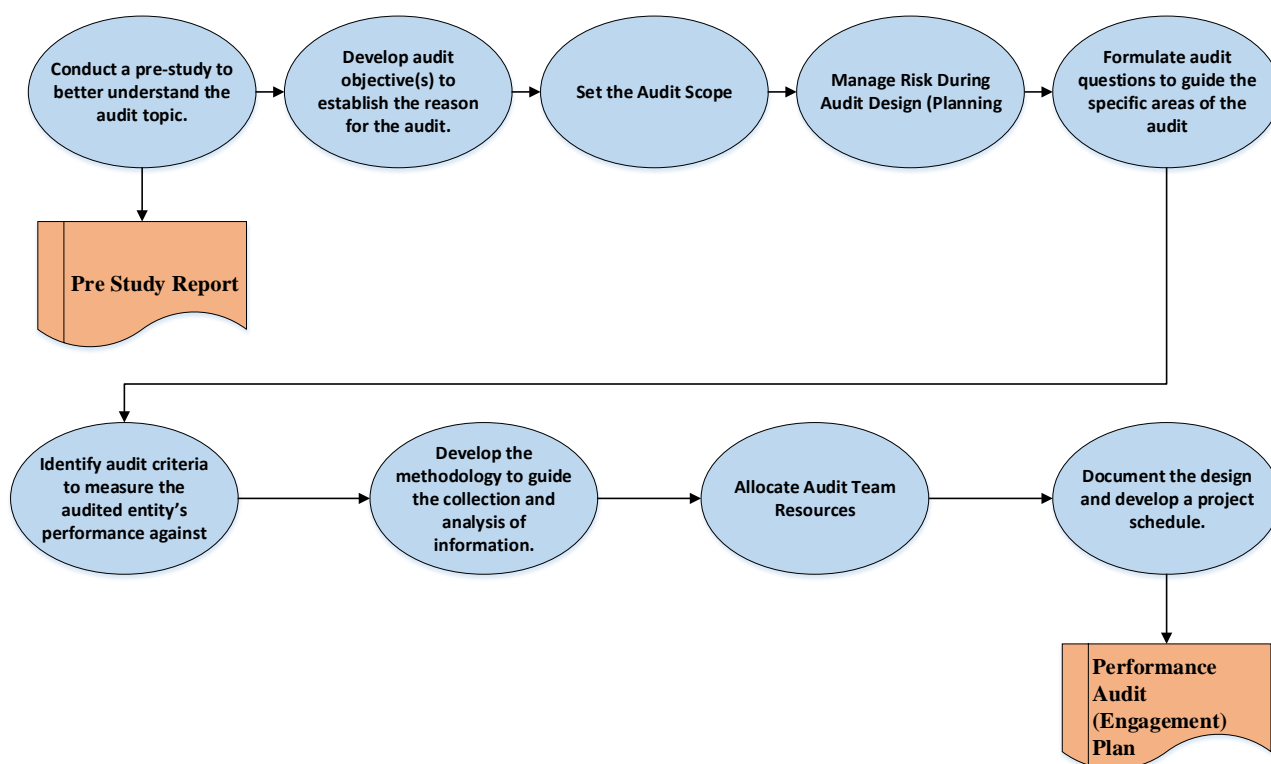 Conduct a pre-study to
better understand the
audit topic.
Develop audit
objective(s) to
establish the reason
for the audit.
Set the Audit Scope
Manage Risk During
Audit Design (Planning
Formulate audit
questions to guide the
specific areas of the
audit
Pre Study Report
Identify audit criteria
to measure the
audited entity’s
performance against
Develop the
methodology to guide
the collection and
analysis of
information.
Allocate Audit Team
Resources
Document the design
and develop a project
schedule.
Performance
Audit
(Engagement)
Plan